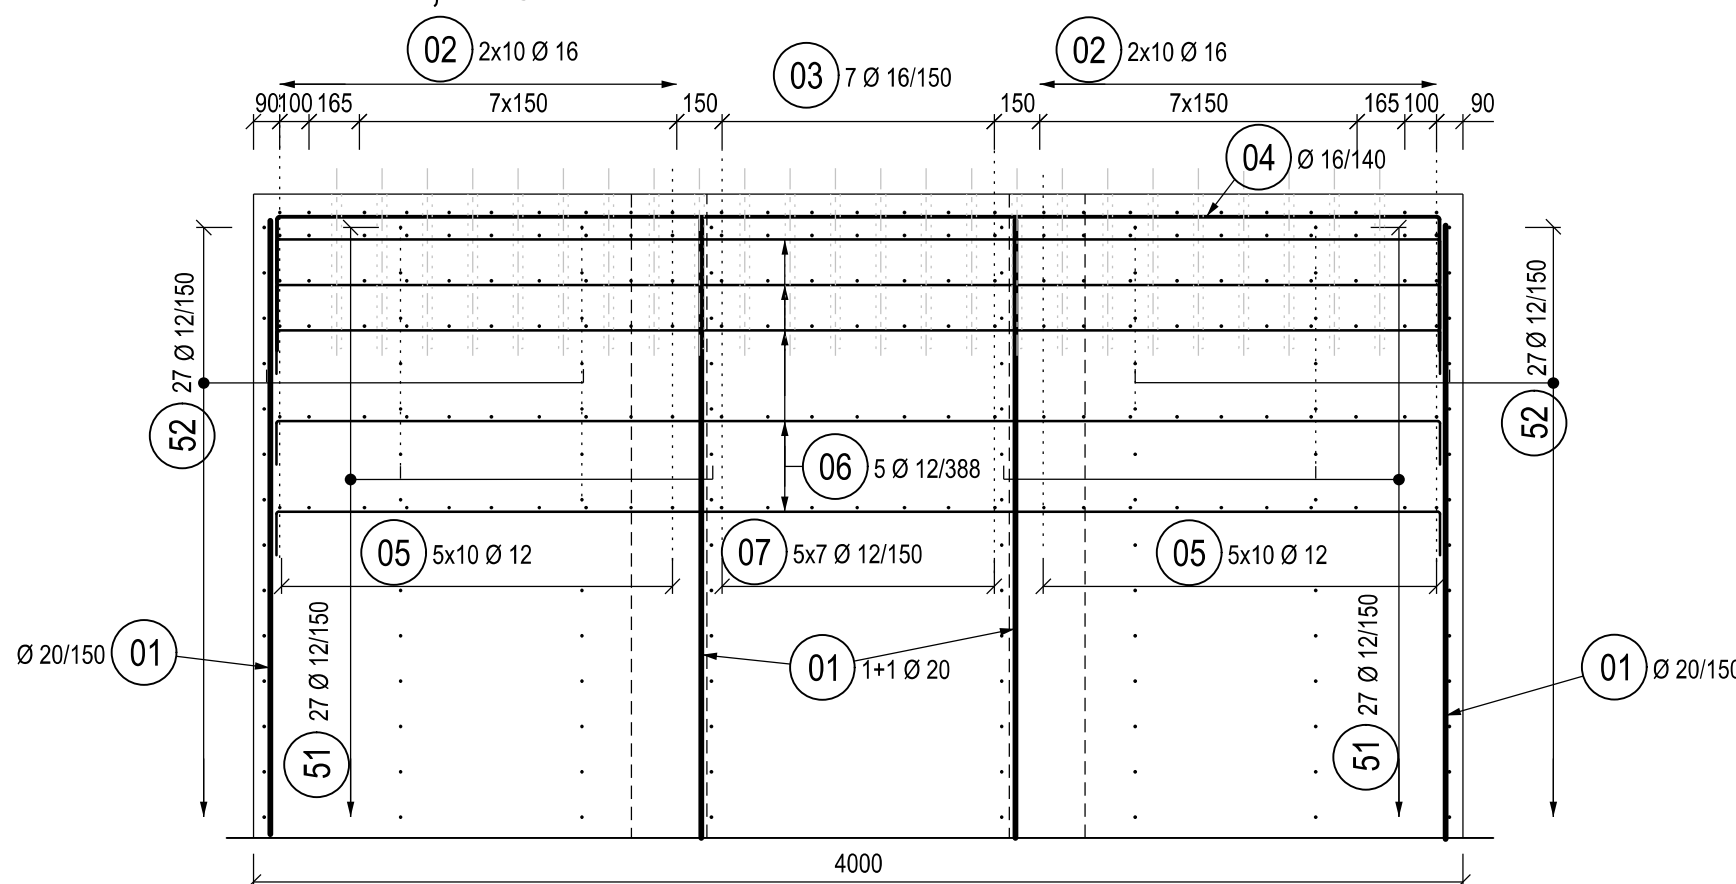 02 2x10 Ø 16
03 7 Ø 16/150
02 2x10 Ø 16
90 100 165 7x150 150 150 7x150 165 100 90
04 Ø 16/140
27 Ø 12/150
52
27 Ø 12/150
52
06 5 Ø 12/388
05 5x10 Ø 12
07 5x7 Ø 12/150
05 5x10 Ø 12
Ø 20/150 01
27 Ø 12/150
51
01 1+1 Ø 20
27 Ø 12/150
51
01 Ø 20/150
4000